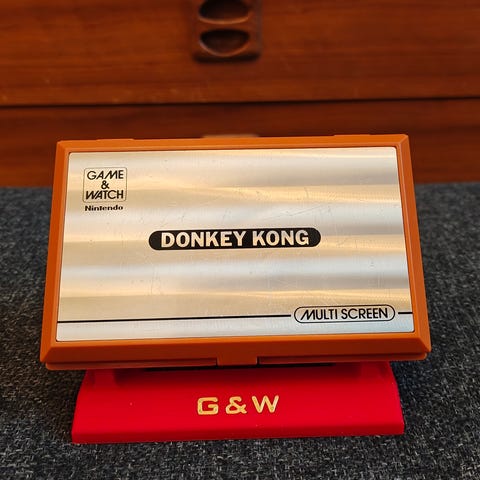 GAME
&
WATCH
Nintendo
DONKEY KONG
MULTI SCREEN
G & W